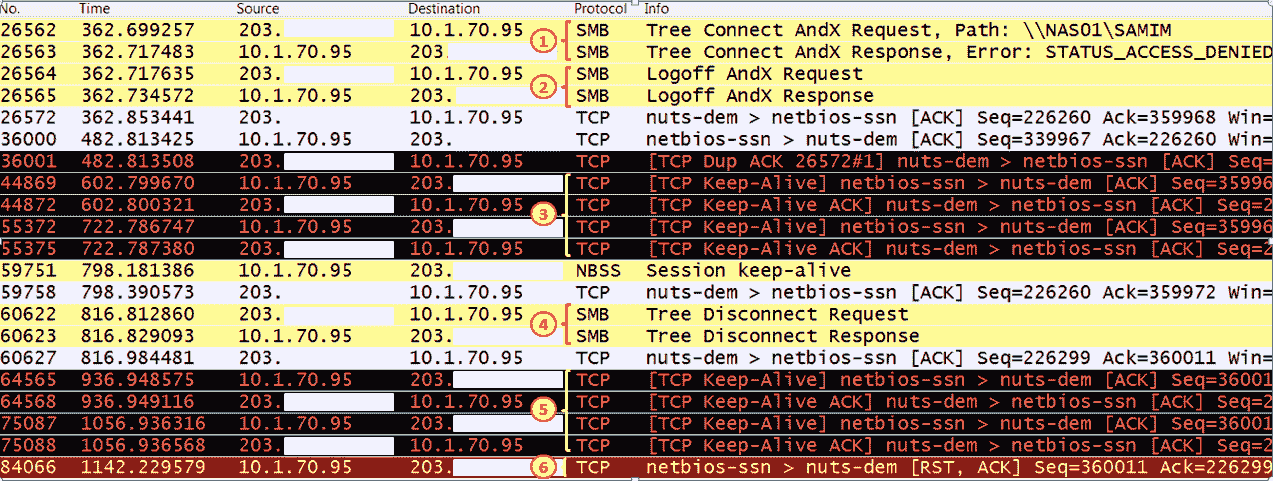 No. Time Source Destination Protocol Info
26562 362.699257 203. 10.1.70.95 1 SMB Tree Connect AndX Request, Path: \\NAS01\SAMIM
26563 362.717483 10.1.70.95 203 SMB Tree Connect AndX Response, Error: STATUS_ACCESS_DENIED
26564 362.717635 203. 10.1.70.95 2 SMB Logoff AndX Request
26565 362.734572 10.1.70.95 203. SMB Logoff AndX Response
26572 362.853441 203. 10.1.70.95 TCP nuts-dem > netbios-ssn [ACK] Seq=226260 Ack=359968 Win=
36000 482.813425 10.1.70.95 203. TCP netbios-ssn > nuts-dem [ACK] Seq=339967 Ack=226260 Win=
36001 482.813508 203. 10.1.70.95 TCP [TCP Dup ACK 26572#1] nuts-dem > netbios-ssn [ACK] Seq=
44869 602.799670 10.1.70.95 203. TCP [TCP Keep-Alive] netbios-ssn > nuts-dem [ACK] Seq=35996
44872 602.800321 203. 10.1.70.95 3 TCP [TCP Keep-Alive ACK] nuts-dem > netbios-ssn [ACK] Seq=2
55372 722.786747 10.1.70.95 203. TCP [TCP Keep-Alive] netbios-ssn > nuts-dem [ACK] Seq=35996
55375 722.787380 203. 10.1.70.95 TCP [TCP Keep-Alive ACK] nuts-dem > netbios-ssn [ACK] Seq=2
59751 798.181386 10.1.70.95 203. NBSS Session keep-alive
59758 798.390573 203. 10.1.70.95 TCP nuts-dem > netbios-ssn [ACK] Seq=226260 Ack=359972 Win=
60622 816.812860 203. 10.1.70.95 4 SMB Tree Disconnect Request
60623 816.829093 10.1.70.95 203. SMB Tree Disconnect Response
60627 816.984481 203. 10.1.70.95 TCP nuts-dem > netbios-ssn [ACK] Seq=226299 Ack=360011 Win=
64565 936.948575 10.1.70.95 203. TCP [TCP Keep-Alive] netbios-ssn > nuts-dem [ACK] Seq=36001
64568 936.949116 203. 10.1.70.95 5 TCP [TCP Keep-Alive ACK] nuts-dem > netbios-ssn [ACK] Seq=2
75087 1056.936316 10.1.70.95 203. TCP [TCP Keep-Alive] netbios-ssn > nuts-dem [ACK] Seq=36001
75088 1056.936568 203. 10.1.70.95 TCP [TCP Keep-Alive ACK] nuts-dem > netbios-ssn [ACK] Seq=2
84066 1142.229579 10.1.70.95 203. 6 TCP netbios-ssn > nuts-dem [RST, ACK] Seq=360011 Ack=226299